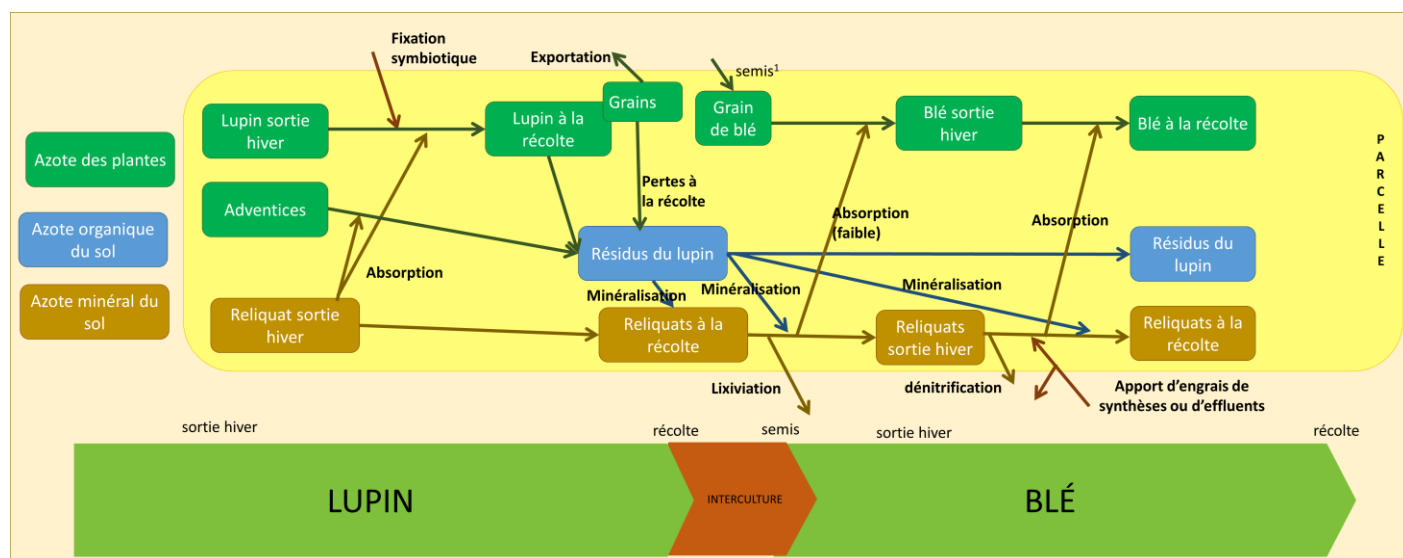 Fixation
symbiotique
Exportation
semis¹
Grains
Lupin sortie
hiver
Lupin à la
récolte
Grain
de blé
Blé sortie
hiver
Blé à la récolte
PARCELLE
Azote des plantes
Adventices
Pertes à
la récolte
Absorption
(faible)
Absorption
Azote organique
du sol
Résidus du lupin
Résidus du
lupin
Absorption
Minéralisation
Minéralisation
Minéralisation
Azote minéral du
sol
Reliquat sortie
hiver
Reliquats à la
récolte
Reliquats
sortie hiver
Reliquats à la
récolte
Lixiviation
dénitrification
Apport d'engrais de
synthèses ou d'effluents
sortie hiver
récolte
semis
sortie hiver
récolte
LUPIN
INTERCULTURE
BLÉ